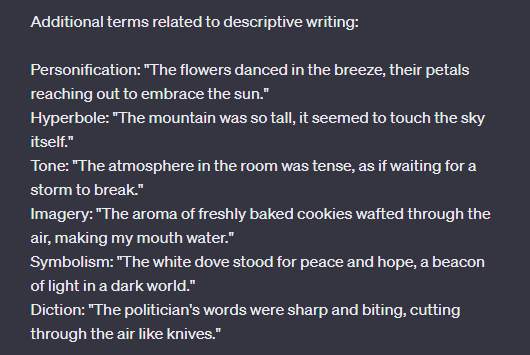 Additional terms related to descriptive writing:
Personification: "The flowers danced in the breeze, their petals
reaching out to embrace the sun."
Hyperbole: "The mountain was so tall, it seemed to touch the sky
itself."
Tone: "The atmosphere in the room was tense, as if waiting for a
storm to break."
Imagery: "The aroma of freshly baked cookies wafted through the
air, making my mouth water."
Symbolism: "The white dove stood for peace and hope, a beacon
of light in a dark world."
Diction: "The politician's words were sharp and biting, cutting
through the air like knives."